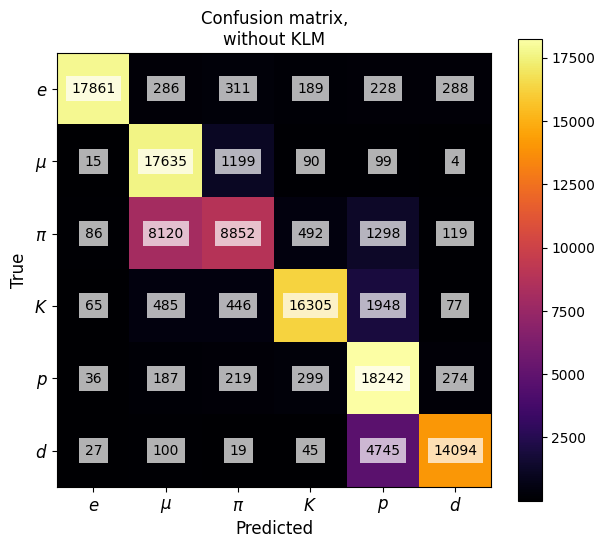 Confusion matrix,
without KLM
True
e 17861 286 311 189 228 288
μ 15 17635 1199 90 99 4
π 86 8120 8852 492 1298 119
K 65 485 446 16305 1948 77
p 36 187 219 299 18242 274
d 27 100 19 45 4745 14094
e μ π K p d
Predicted
17500
15000
12500
10000
7500
5000
2500